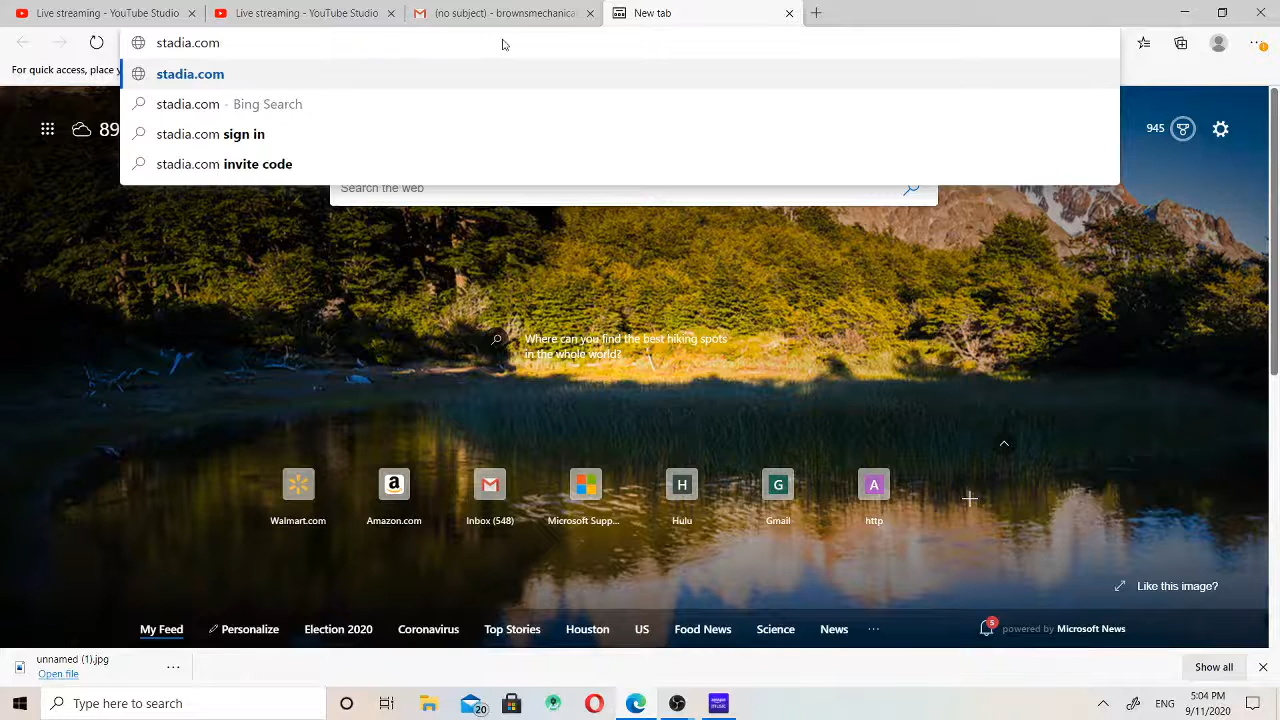 Live streaming - YouTube Studio
Live streaming - YouTube Studio
(no subject) - browsmechanica
New tab
stadia.com
For quick access, place y
stadia.com
stadia.com - Bing Search
stadia.com sign in
stadia.com invite code
89
945
Search the web
Where can you find the best hiking spots
in the whole world?
Walmart.com
Amazon.com
Inbox (548)
Microsoft Supp...
H
Hulu
G
Gmail
A
http
Like this image?
My Feed
Personalize
Election 2020
Coronavirus
Top Stories
Houston
US
Food News
Science
News
...
5
powered by Microsoft News
unnamed (1).jpg
Open file
...
Show all
Type here to search
20
amazon
music
ENG
5:04 PM
9/11/2020